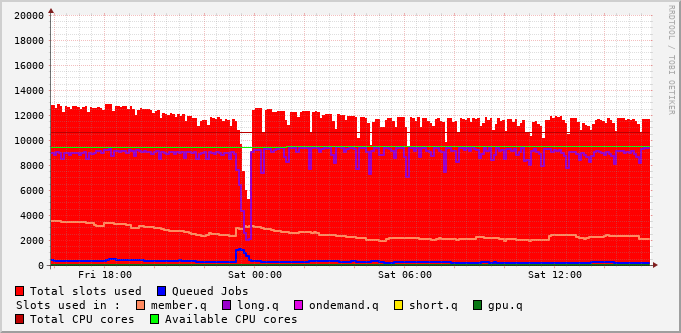 20000
18000
16000
14000
12000
10000
8000
6000
4000
2000
0
Fri 18:00 Sat 00:00 Sat 06:00 Sat 12:00
Total slots used Queued Jobs
Slots used in : member.q long.q ondemand.q short.q gpu.q
Total CPU cores Available CPU cores
RRDTOOL / TOBI OETIKER